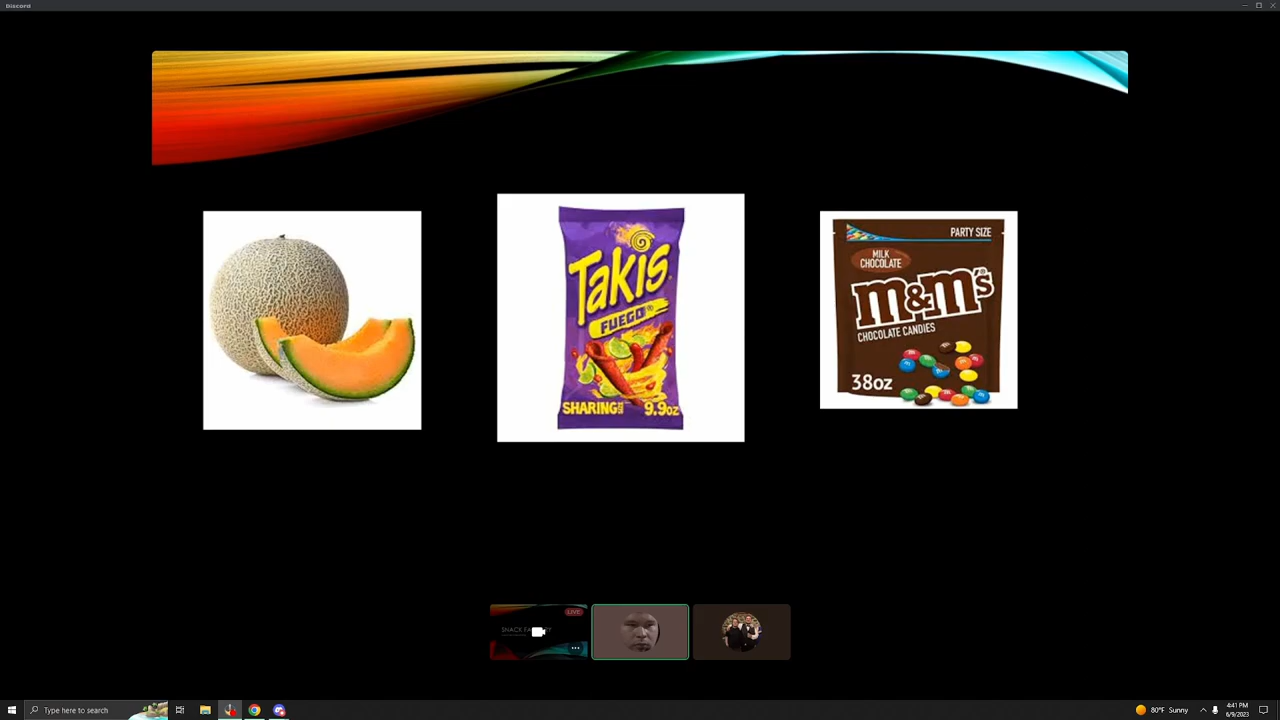 Discord
PARTY SIZE
MILK
CHOCOLATE
m&m's®
CHOCOLATE CANDIES
38oz
Takis
FUEGO®
SHARING
9.9oz
LIVE
SNACK
Type here to search
80°F Sunny
4:41 PM
6/9/2023